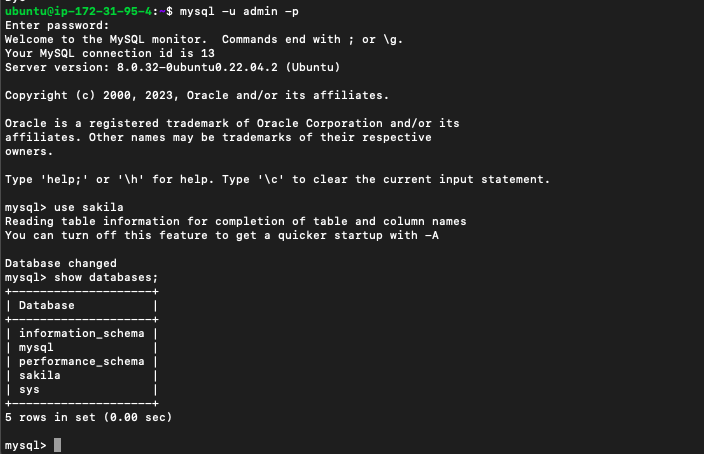 ubuntu@ip-172-31-95-4:~$ mysql -u admin -p
Enter password:
Welcome to the MySQL monitor.  Commands end with ; or \g.
Your MySQL connection id is 13
Server version: 8.0.32-0ubuntu0.22.04.2 (Ubuntu)

Copyright (c) 2000, 2023, Oracle and/or its affiliates.

Oracle is a registered trademark of Oracle Corporation and/or its
affiliates. Other names may be trademarks of their respective
owners.

Type 'help;' or '\h' for help. Type '\c' to clear the current input statement.

mysql> use sakila
Reading table information for completion of table and column names
You can turn off this feature to get a quicker startup with -A

Database changed
mysql> show databases;
+--------------------+
| Database           |
+--------------------+
| information_schema |
| mysql              |
| performance_schema |
| sakila             |
| sys                |
+--------------------+
5 rows in set (0.00 sec)

mysql>